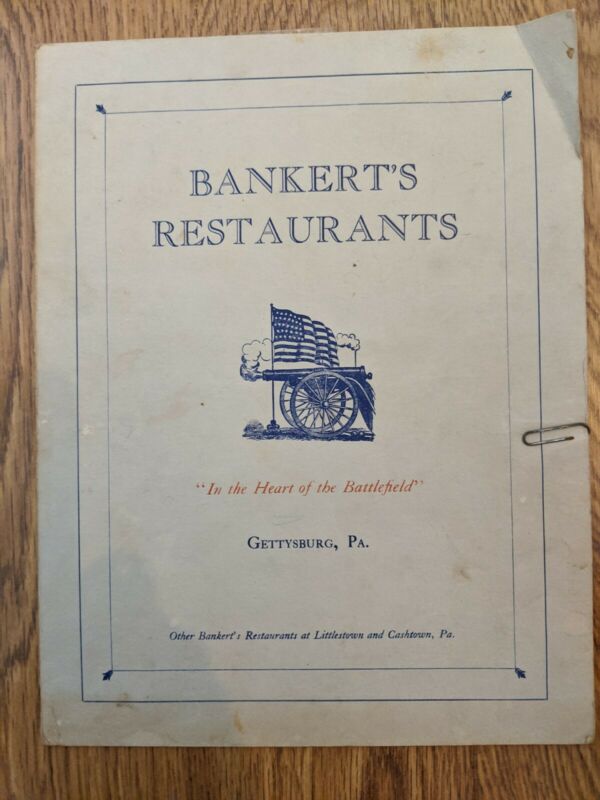 BANKERT'S
RESTAURANTS
"In the Heart of the Battlefield"
GETTYSBURG, PA.
Other Bankert's Restaurants at Littlestown and Cashtown, Pa.